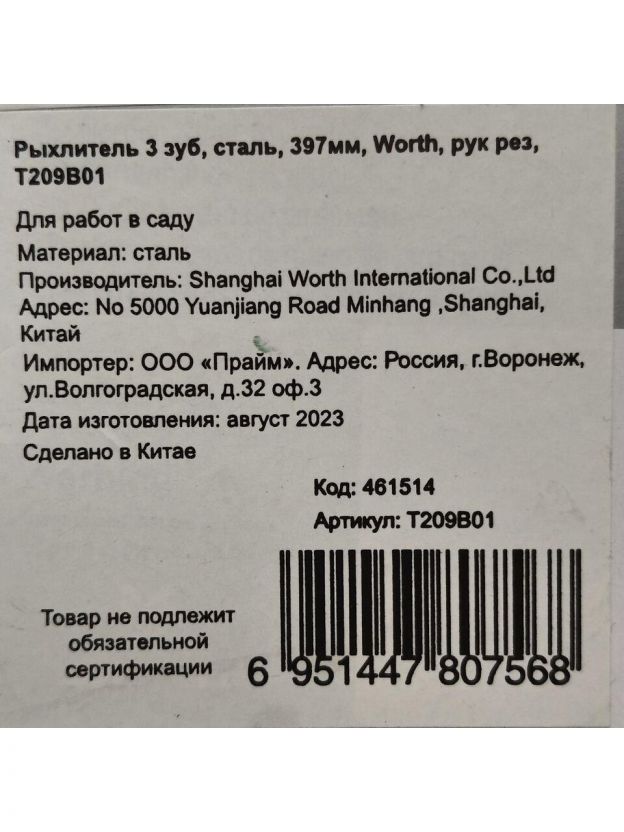 Рыхлитель 3 зуб, сталь, 397мм, Worth, рук рез,
T209B01
Для работ в саду
Материал: сталь
Производитель: Shanghai Worth International Co.,Ltd
Адрес: No 5000 Yuanjiang Road Minhang ,Shanghai,
Китай
Импортер: ООО «Прайм». Адрес: Россия, г.Воронеж,
ул.Волгоградская, д.32 оф.3
Дата изготовления: август 2023
Сделано в Китае
Код: 461514
Артикул: T209B01
Товар не подлежит
обязательной
сертификации
6 951447 807568